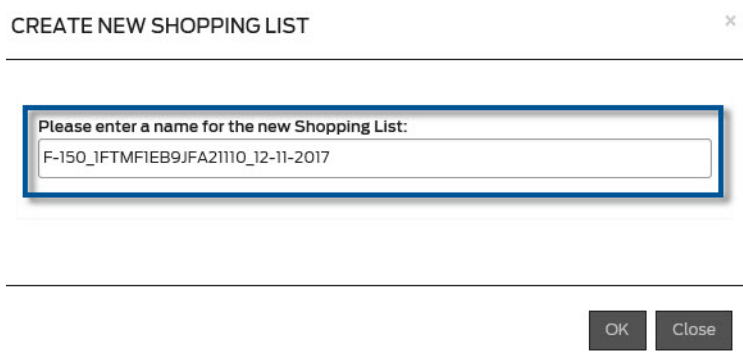 CREATE NEW SHOPPING LIST
×
Please enter a name for the new Shopping List:
F-150_1FTMF1EB9JFA21110_12-11-2017
OK
Close